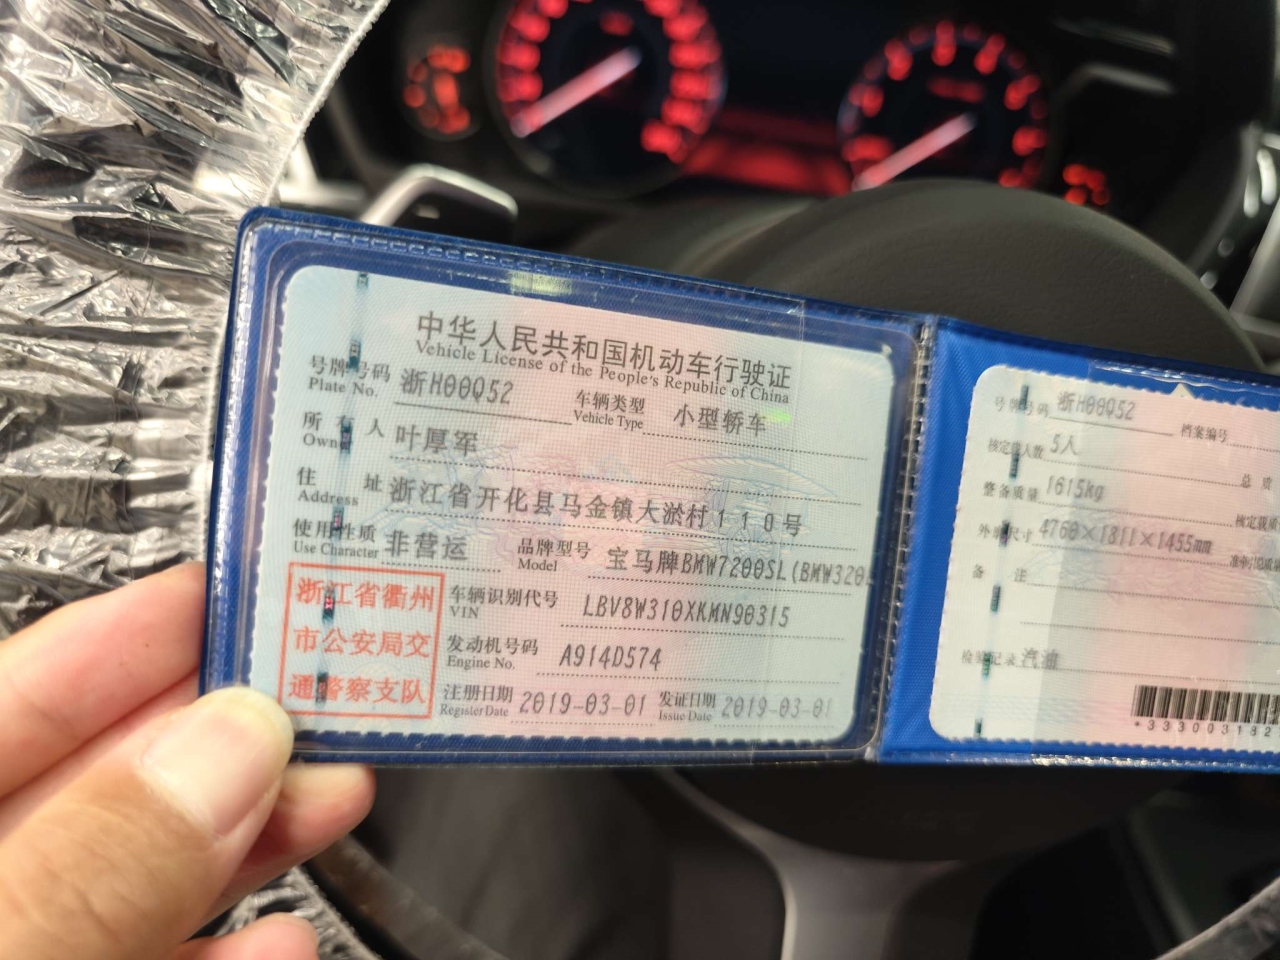 中华人民共和国机动车行驶证
Vehicle License of the People's Republic of China
号牌号码 浙H00Q52 车辆类型 小型轿车
Plate No. Vehicle Type
所有人 叶厚军
Owner
住址 浙江省开化县马金镇大淤村110号
Address
使用性质 非营运 品牌型号 宝马牌BMW7200SL(BMW320
Use Character Model
浙江省衢州
市公安局交
通警察支队
车辆识别代号 LBV8W310XKMN90315
VIN
发动机号码 A914D574
Engine No.
注册日期 2019-03-01 发证日期 2019-03-01
Register Date Issue Date
号牌号码 浙H00Q52 档案编号
核定载人数 5人 总质
整备质量 1615kg 核定载质
外廓尺寸 4760×1811×1455mm 准牵引总质
备注
检验记录 汽油
*3330031821